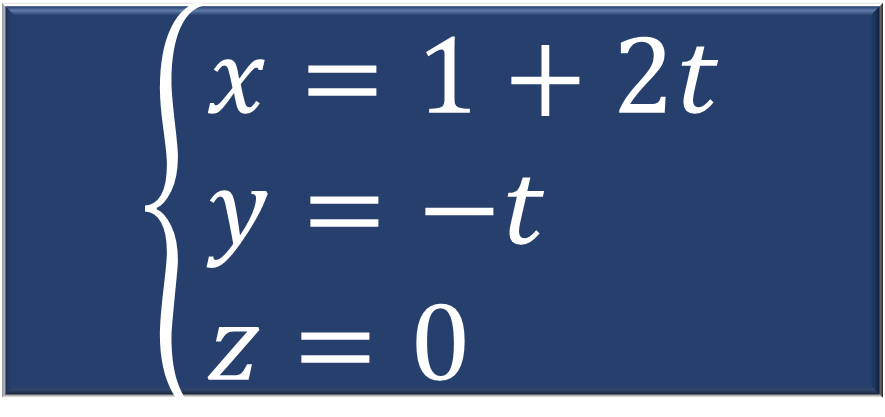 x = 1 + 2t
y = −t
z = 0